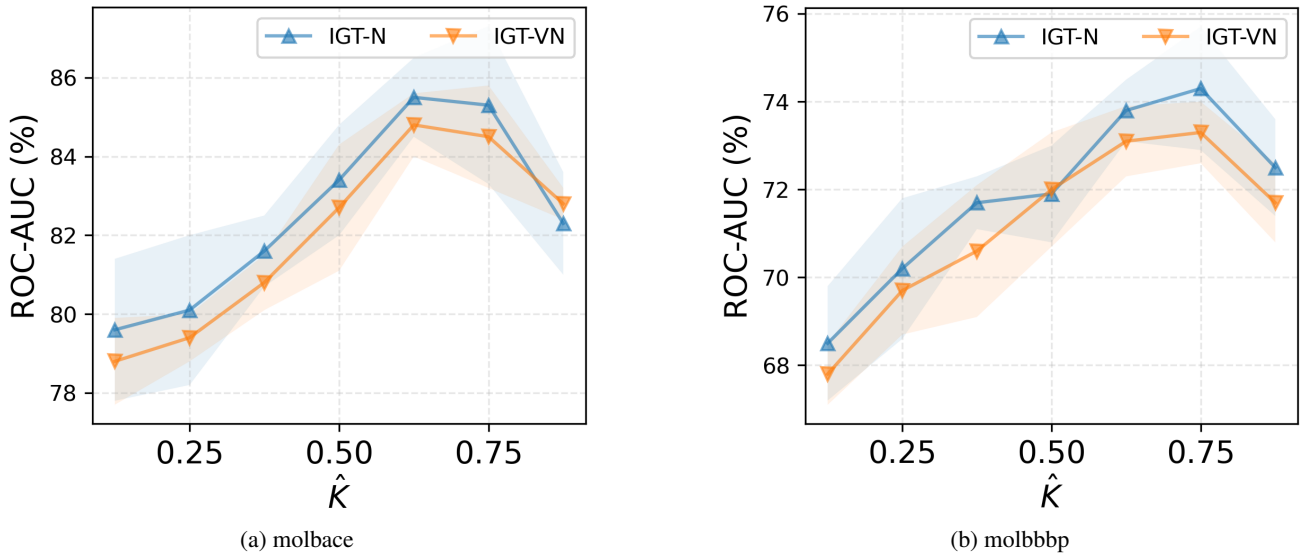 IGT-N IGT-VN
86
84
82
80
78
ROC-AUC (%)
0.25 0.50 0.75
K̂
(a) molbace
IGT-N IGT-VN
76
74
72
70
68
ROC-AUC (%)
0.25 0.50 0.75
K̂
(b) molbbbp